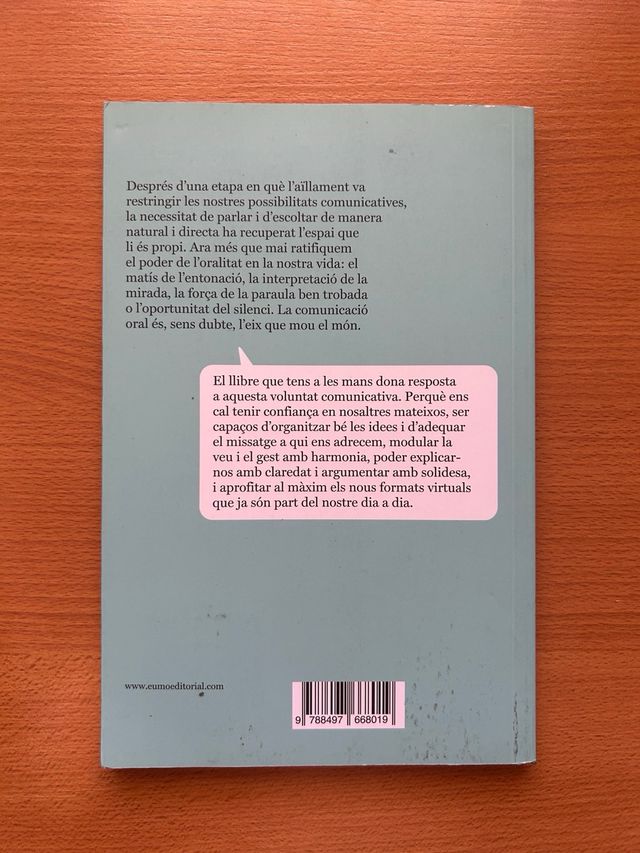 Després d'una etapa en què l'aïllament va
restringir les nostres possibilitats comunicatives,
la necessitat de parlar i d'escoltar de manera
natural i directa ha recuperat l'espai que
li és propi. Ara més que mai ratifiquem
el poder de l'oralitat en la nostra vida: el
matís de l'entonació, la interpretació de la
mirada, la força de la paraula ben trobada
o l'oportunitat del silenci. La comunicació
oral és, sens dubte, l'eix que mou el món.
El llibre que tens a les mans dona resposta
a aquesta voluntat comunicativa. Perquè ens
cal tenir confiança en nosaltres mateixos, ser
capaços d'organitzar bé les idees i d'adequar
el missatge a qui ens adrecem, modular la
veu i el gest amb harmonia, poder explicar-
nos amb claredat i argumentar amb solidesa,
i aprofitar al màxim els nous formats virtuals
que ja són part del nostre dia a dia.
www.eumoeditorial.com
9 788497 668019